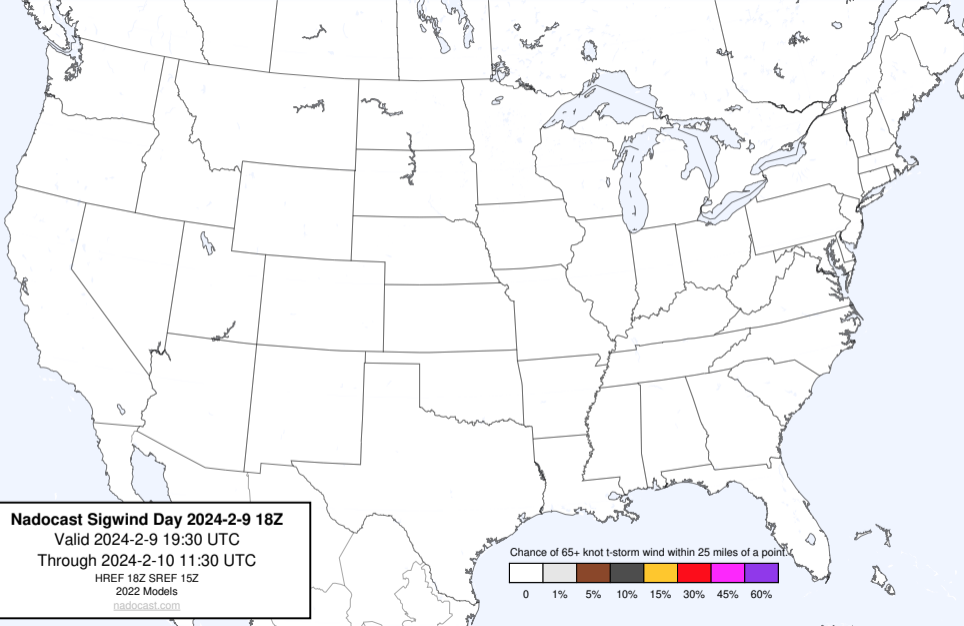 Nadocast Sigwind Day 2024-2-9 18Z
Valid 2024-2-9 19:30 UTC
Through 2024-2-10 11:30 UTC
HREF 18Z SREF 15Z
2022 Models
nadocast.com
Chance of 65+ knot t-storm wind within 25 miles of a point.
0 1% 5% 10% 15% 30% 45% 60%